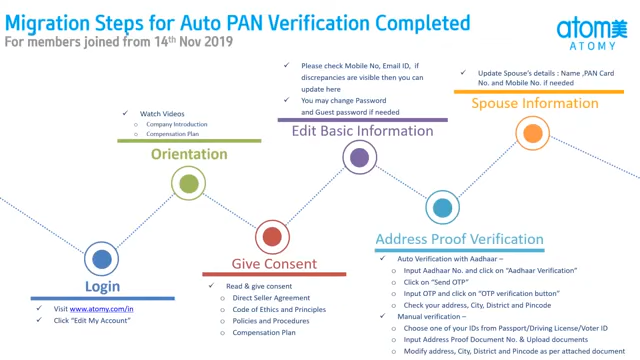 Migration Steps for Auto PAN Verification Completed
For members joined from 14th Nov 2019
atom美
ATOMY
✓ Please check Mobile No, Email ID, if
discrepancies are visible then you can
update here
✓ You may change Password
and Guest password if needed
Edit Basic Information
✓ Update Spouse's details : Name ,PAN Card
No. and Mobile No. if needed
Spouse Information
✓ Watch Videos
o Company Introduction
o Compensation Plan
Orientation
Login
✓ Visit www.atomy.com/in
✓ Click "Edit My Account"
Give Consent
✓ Read & give consent
o Direct Seller Agreement
o Code of Ethics and Principles
o Policies and Procedures
o Compensation Plan
Address Proof Verification
✓ Auto Verification with Aadhaar –
o Input Aadhaar No. and click on "Aadhar Verification"
o Click on "Send OTP"
o Input OTP and click on "OTP verification button"
o Check your address, City, District and Pincode
✓ Manual verification –
o Choose one of your IDs from Passport/Driving License/Voter ID
o Input Address Proof Document No. & Upload documents
o Modify address, City, District and Pincode as per attached document